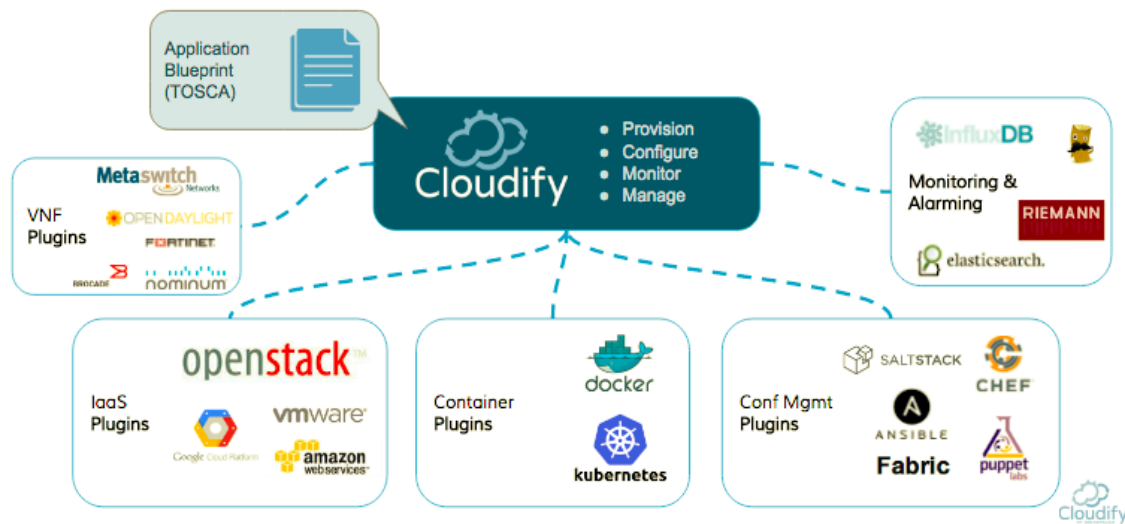 Application
Blueprint
(TOSCA)
Cloudify
Provision
Configure
Monitor
Manage
InfluxDB
Monitoring &
Alarming
RIEMANN
elasticsearch.
Metaswitch
Networks
VNF
Plugins
OPENDAYLIGHT
FORTINET
BROCADE
nominum
openstack™
IaaS
Plugins
vmware®
Google Cloud Platform
amazon
webservices™
Container
Plugins
docker
kubernetes
Conf Mgmt
Plugins
SALTSTACK
CHEF
ANSIBLE
Fabric
puppet
labs
Cloudify